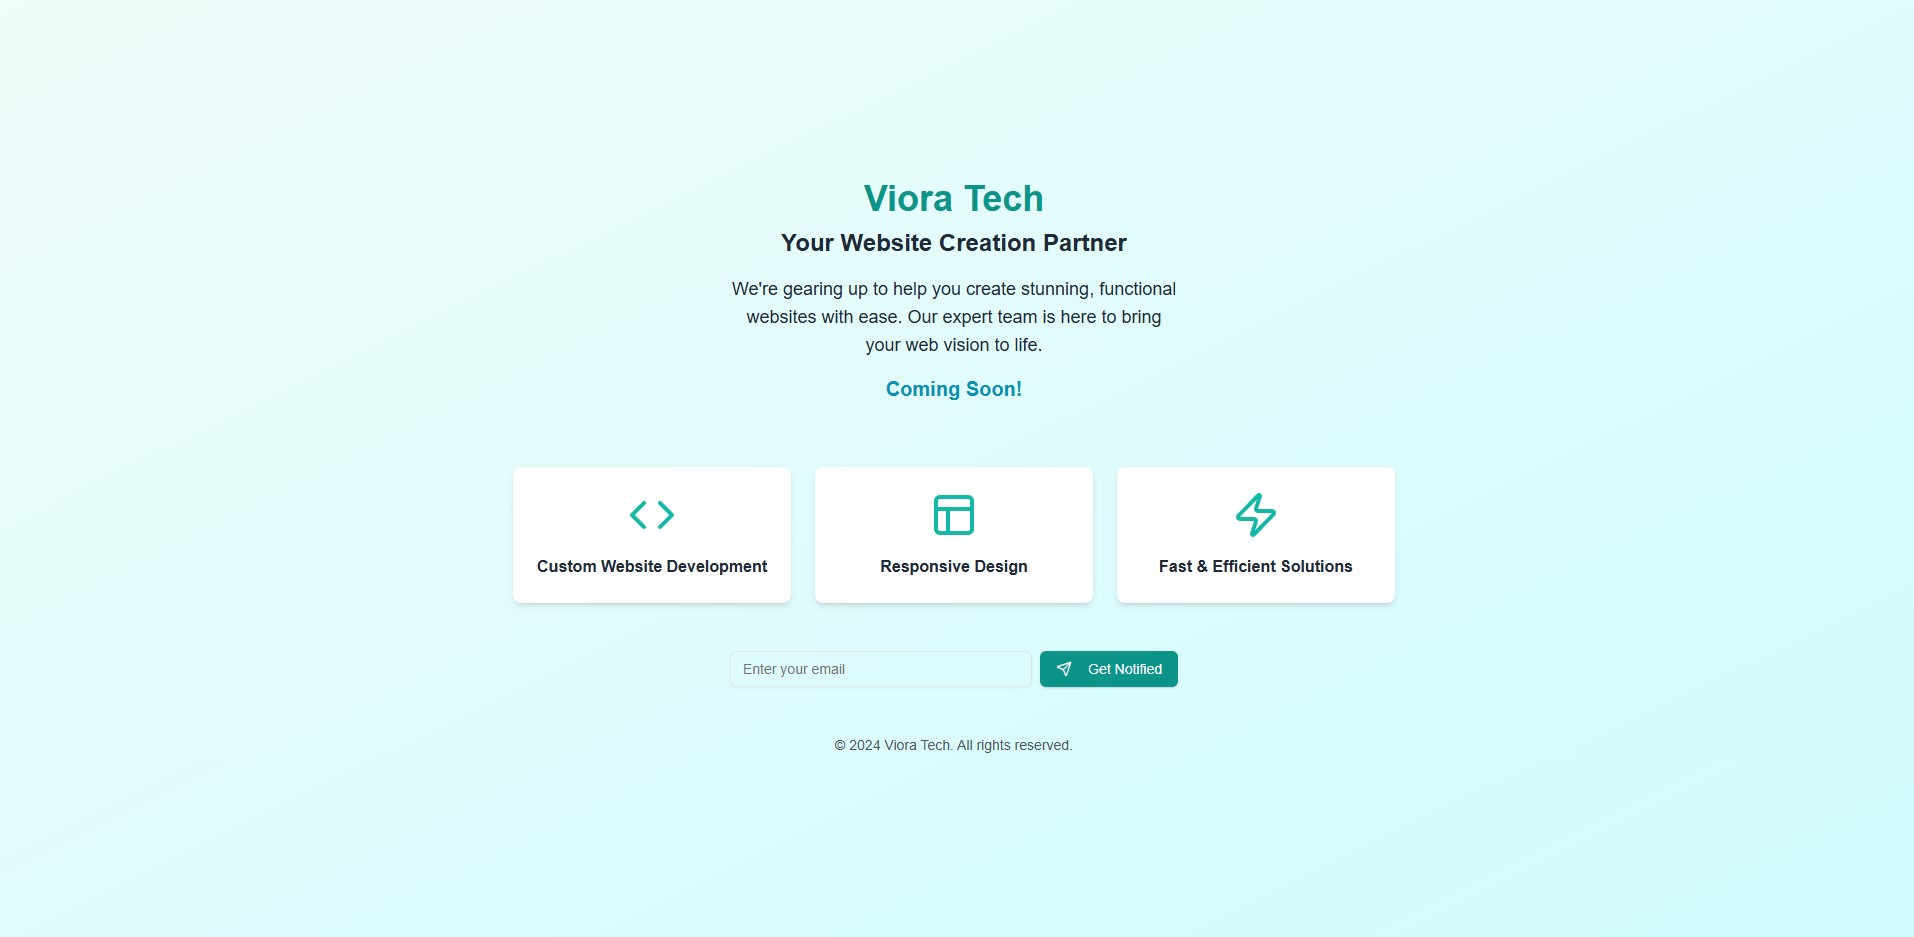 Viora Tech
Your Website Creation Partner
We're gearing up to help you create stunning, functional
websites with ease. Our expert team is here to bring
your web vision to life.
Coming Soon!
Custom Website Development
Responsive Design
Fast & Efficient Solutions
Enter your email
Get Notified
© 2024 Viora Tech. All rights reserved.